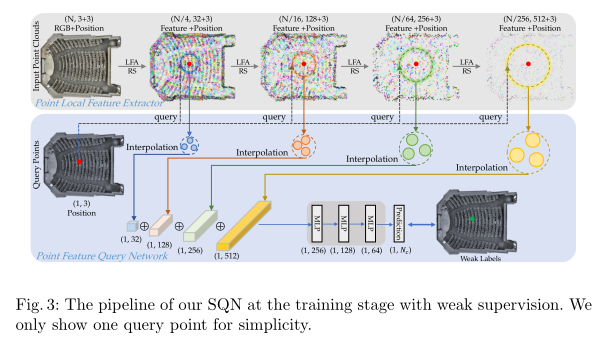 (N, 3+3)
RGB+Position
(N/4, 32+3)
Feature +Position
(N/16, 128+3)
Feature +Position
(N/64, 256+3)
Feature +Position
(N/256, 512+3)
Feature +Position
Input Point Clouds
LFA
RS
LFA
RS
LFA
RS
LFA
RS
Point Local Feature Extractor
query
query
query
query
Query Points
Interpolation
Interpolation
Interpolation
Interpolation
(1, 3)
Position
(1, 32)
(1, 128)
(1, 256)
(1, 512)
MLP
MLP
MLP
Prediction
(1, 256)
(1, 128)
(1, 64)
(1, Nc)
Weak Labels
Point Feature Query Network
Fig. 3: The pipeline of our SQN at the training stage with weak supervision. We
only show one query point for simplicity.